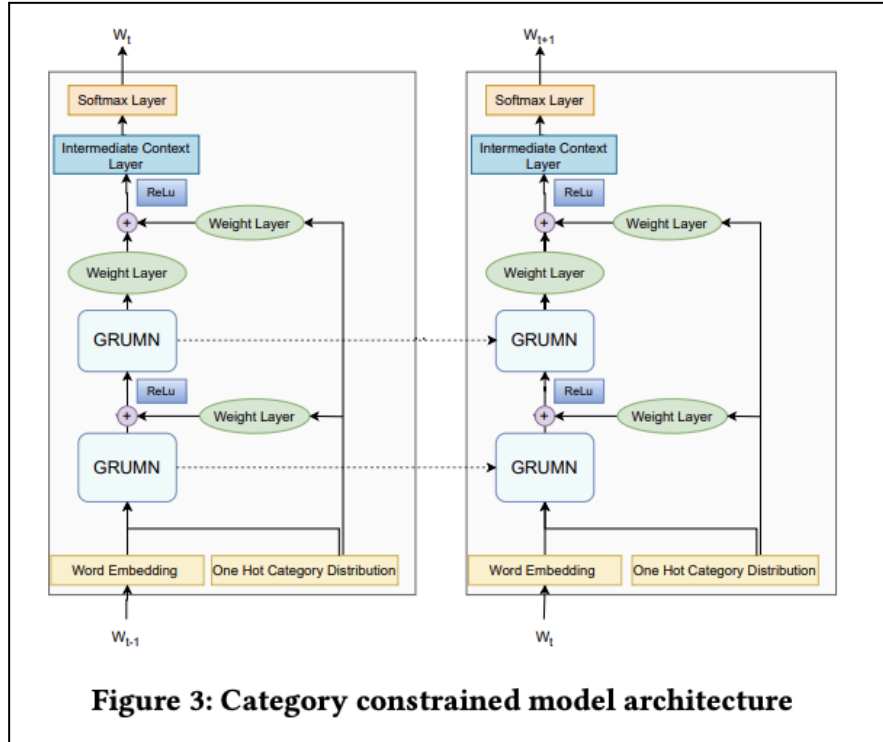 Wt
Wt+1
Softmax Layer
Softmax Layer
Intermediate Context
Layer
Intermediate Context
Layer
ReLu
ReLu
+
Weight Layer
+
Weight Layer
Weight Layer
Weight Layer
GRUMN
GRUMN
ReLu
ReLu
+
Weight Layer
+
Weight Layer
GRUMN
GRUMN
Word Embedding
One Hot Category Distribution
Word Embedding
One Hot Category Distribution
Wt-1
Wt
Figure 3: Category constrained model architecture